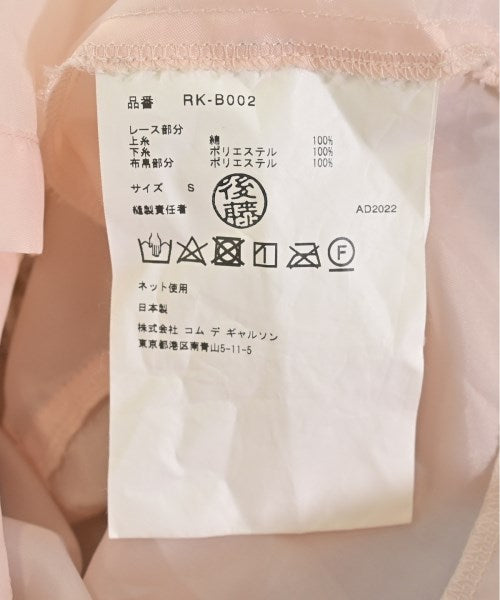 品番 RK-B002
レース部分
上糸 綿 100%
下糸 ポリエステル 100%
布帛部分 ポリエステル 100%
サイズ S
縫製責任者 後藤 AD2022
F
ネット使用
日本製
株式会社 コム デ ギャルソン
東京都港区南青山5-11-5